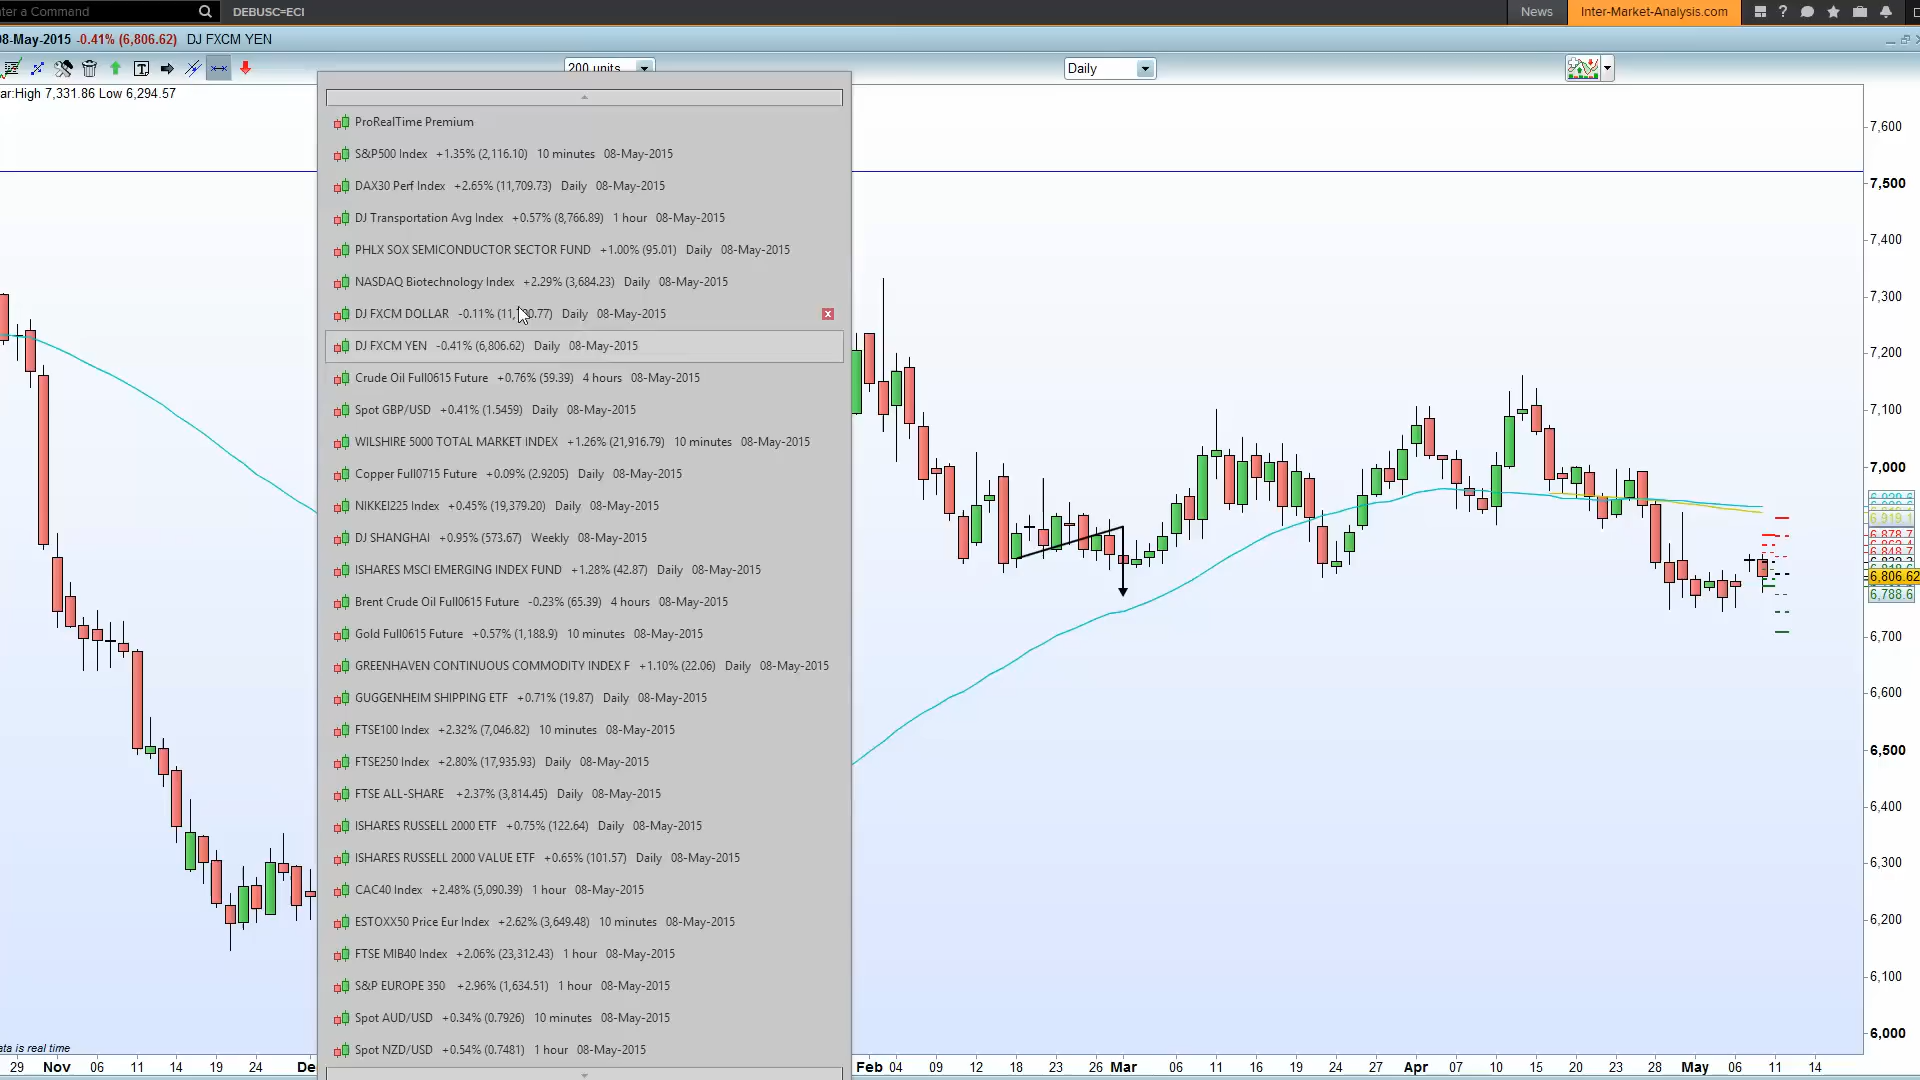 ter a Command
DEBUSC=ECI
News
Inter-Market-Analysis.com
?
08-May-2015 -0.41% (6,806.62) DJ FXCM YEN
200 units
Daily
ar:High 7,331.86 Low 6,294.57
ProRealTime Premium
S&P500 Index +1.35% (2,116.10) 10 minutes 08-May-2015
DAX30 Perf Index +2.65% (11,709.73) Daily 08-May-2015
DJ Transportation Avg Index +0.57% (8,766.89) 1 hour 08-May-2015
PHLX SOX SEMICONDUCTOR SECTOR FUND +1.00% (95.01) Daily 08-May-2015
NASDAQ Biotechnology Index +2.29% (3,684.23) Daily 08-May-2015
DJ FXCM DOLLAR -0.11% Daily 08-May-2015
DJ FXCM YEN -0.41% (6,806.62) Daily 08-May-2015
Crude Oil Full0615 Future +0.76% (59.39) 4 hours 08-May-2015
Spot GBP/USD +0.41% (1.5459) Daily 08-May-2015
WILSHIRE 5000 TOTAL MARKET INDEX +1.26% (21,916.79) 10 minutes 08-May-2015
Copper Full0715 Future +0.09% (2.9205) Daily 08-May-2015
NIKKEI225 Index +0.45% (19,379.20) Daily 08-May-2015
DJ SHANGHAI +0.95% (573.67) Weekly 08-May-2015
ISHARES MSCI EMERGING INDEX FUND +1.28% (42.87) Daily 08-May-2015
Brent Crude Oil Full0615 Future -0.23% (65.39) 4 hours 08-May-2015
Gold Full0615 Future +0.57% (1,188.9) 10 minutes 08-May-2015
GREENHAVEN CONTINUOUS COMMODITY INDEX F +1.10% (22.06) Daily 08-May-2015
GUGGENHEIM SHIPPING ETF +0.71% (19.87) Daily 08-May-2015
FTSE100 Index +2.32% (7,046.82) 10 minutes 08-May-2015
FTSE250 Index +2.80% (17,935.93) Daily 08-May-2015
FTSE ALL-SHARE +2.37% (3,814.45) Daily 08-May-2015
ISHARES RUSSELL 2000 ETF +0.75% (122.64) Daily 08-May-2015
ISHARES RUSSELL 2000 VALUE ETF +0.65% (101.57) Daily 08-May-2015
CAC40 Index +2.48% (5,090.39) 1 hour 08-May-2015
ESTOXX50 Price Eur Index +2.62% (3,649.48) 10 minutes 08-May-2015
FTSE MIB40 Index +2.06% (23,312.43) 1 hour 08-May-2015
S&P EUROPE 350 +2.96% (1,634.51) 1 hour 08-May-2015
Spot AUD/USD +0.34% (0.7926) 10 minutes 08-May-2015
Spot NZD/USD +0.54% (0.7481) 1 hour 08-May-2015
7,600
7,500
7,400
7,300
7,200
7,100
7,000
6,919.1
6,878.7
6,848.7
6,806.62
6,788.6
6,700
6,600
6,500
6,400
6,300
6,200
6,100
6,000
ata is real time
29 Nov 06 11 14 19 24 De Feb 04 09 12 18 23 26 Mar 06 11 16 19 24 27 Apr 07 10 15 20 23 28 May 06 11 14